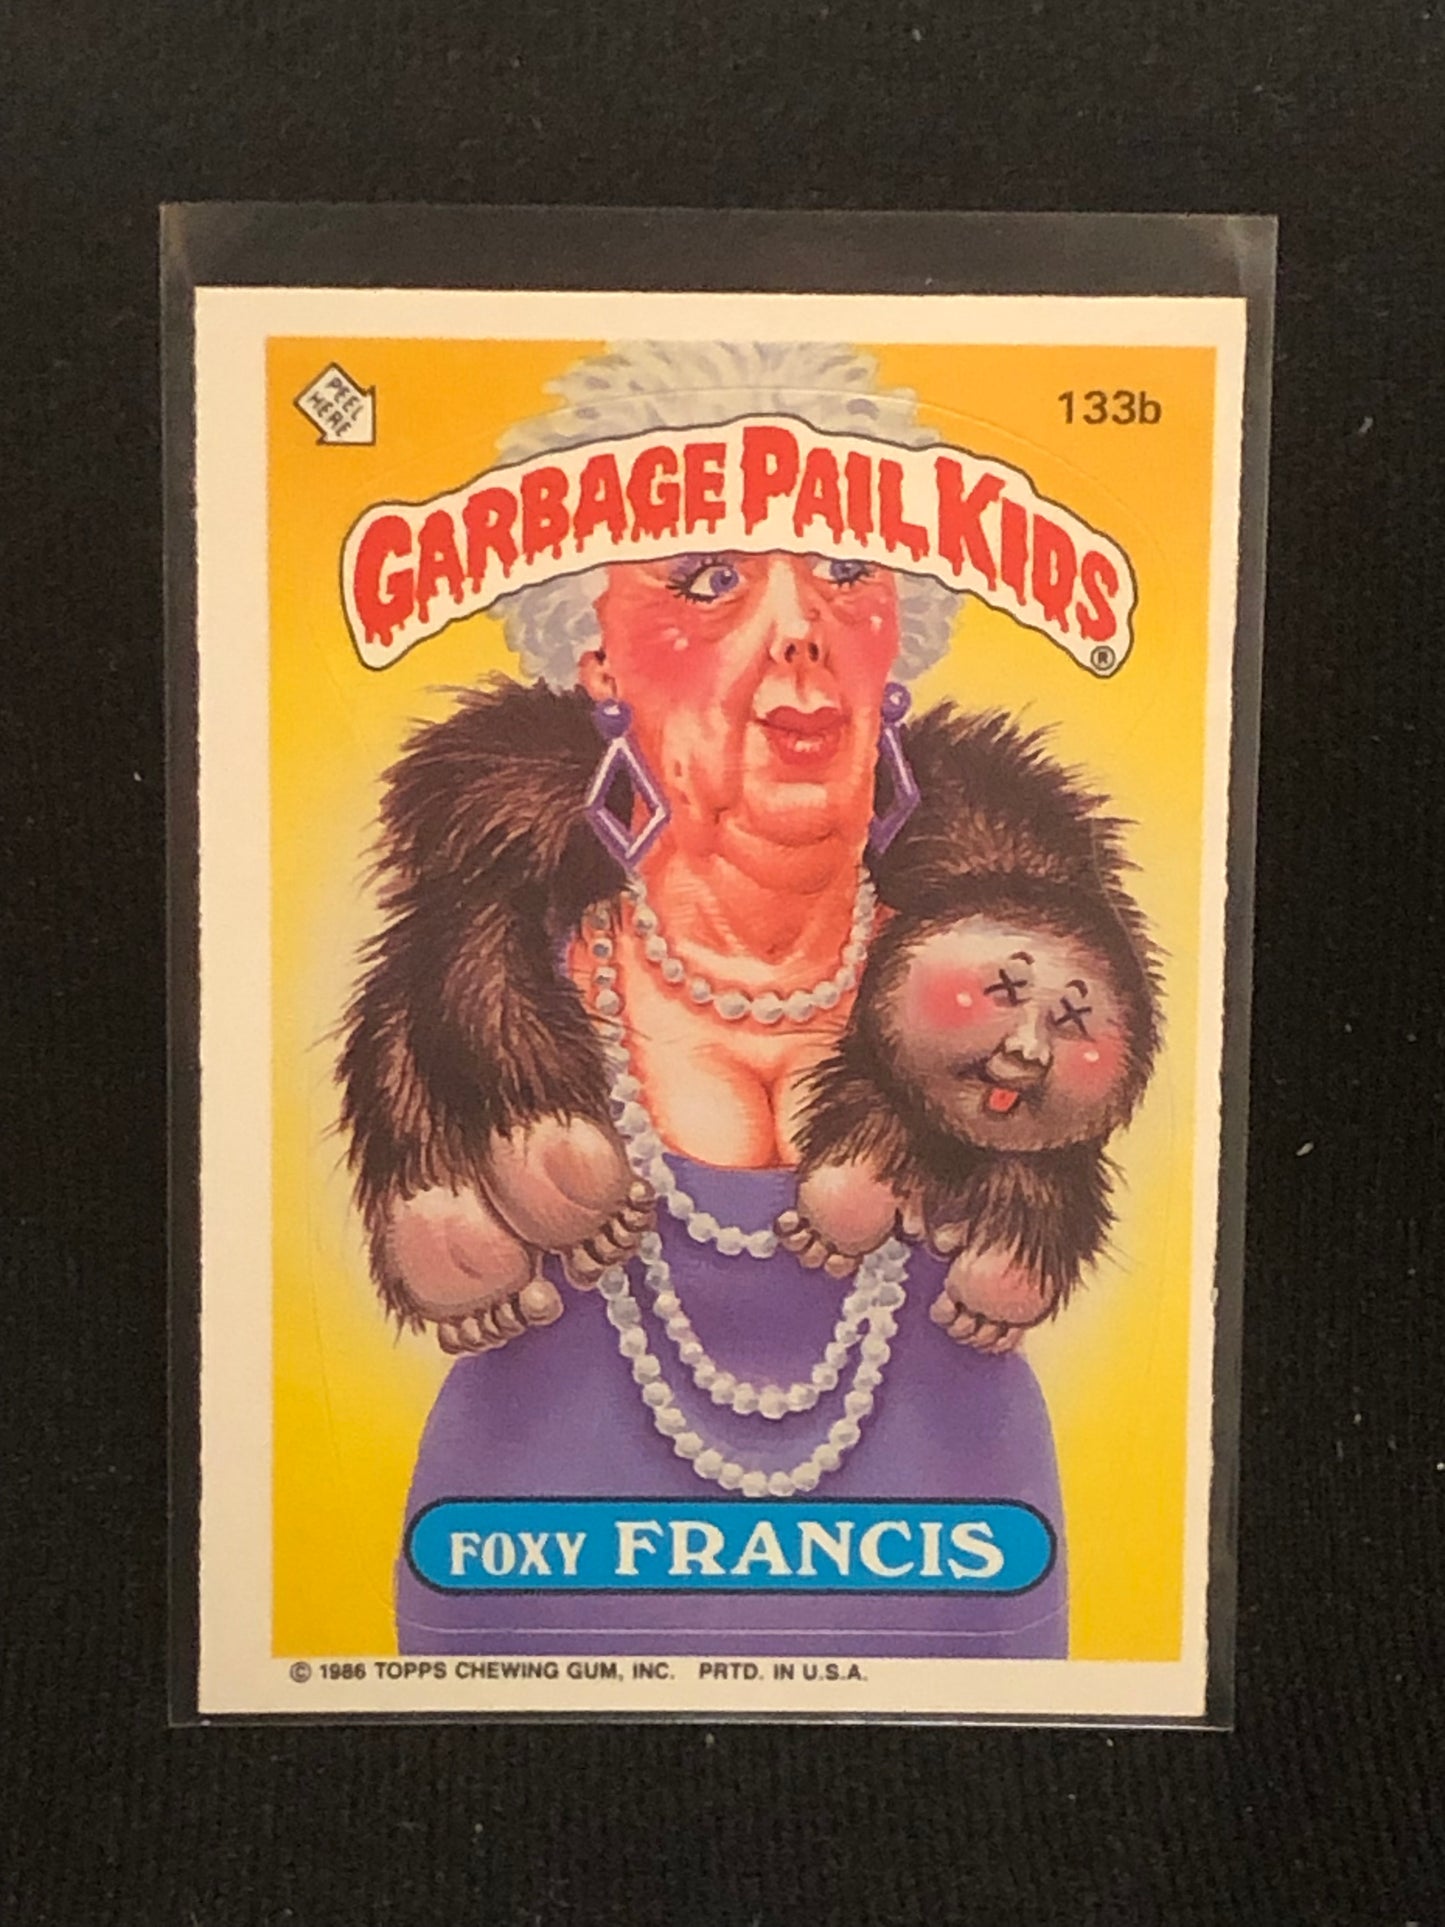 PEEL
HERE
133b
GARBAGE PAIL KIDS
®
FOXY FRANCIS
© 1986 TOPPS CHEWING GUM, INC. PRTD. IN U.S.A.